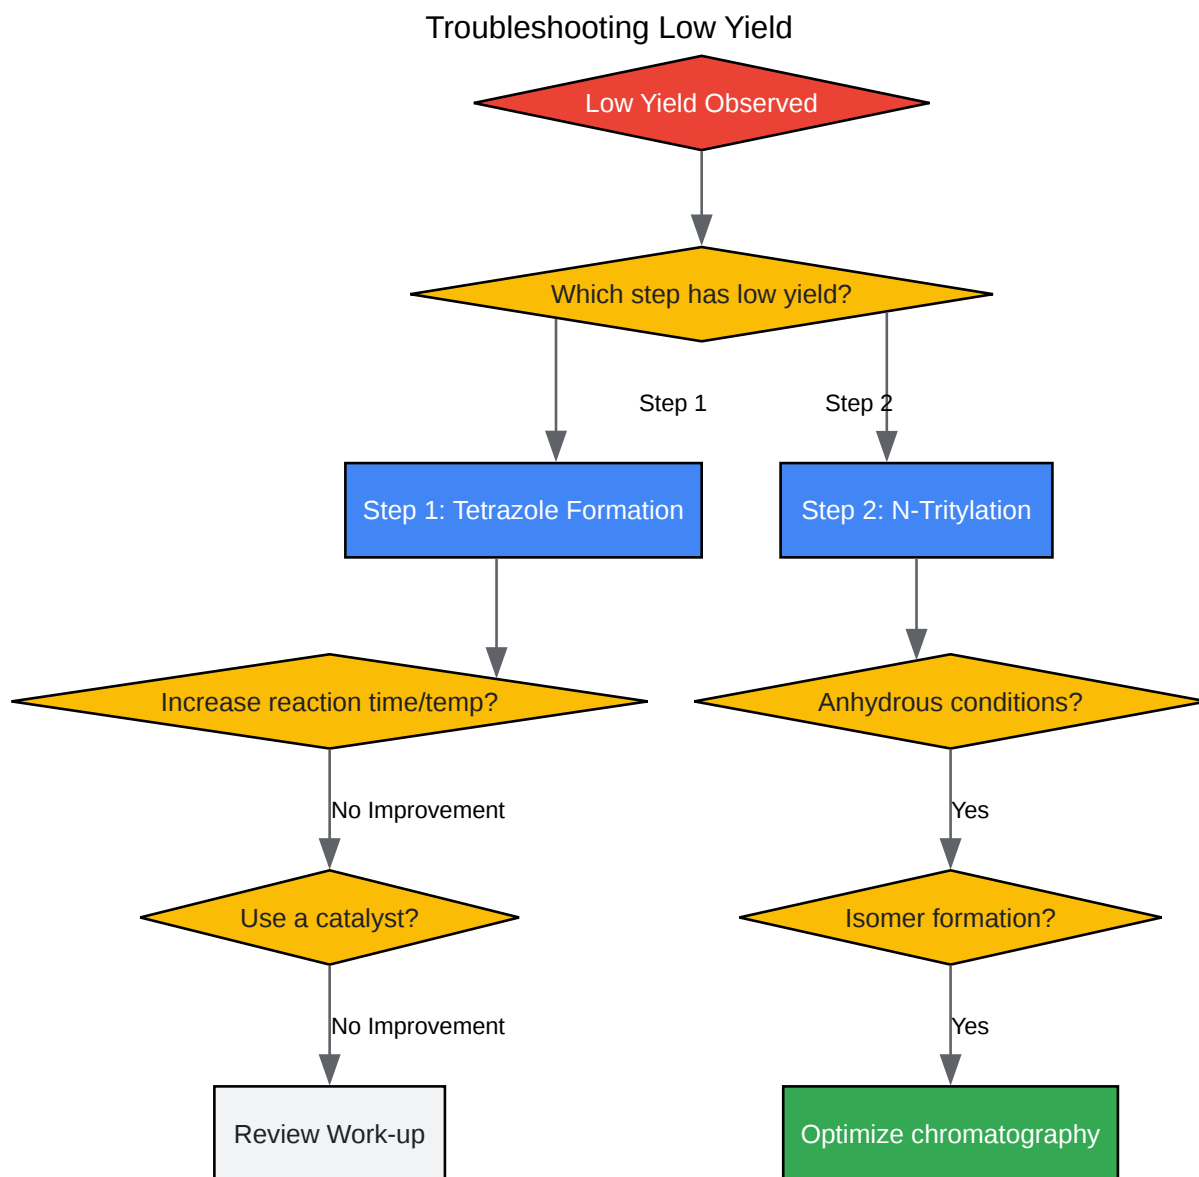 Troubleshooting Low Yield
Low Yield Observed
Which step has low yield?
Step 1
Step 2
Step 1: Tetrazole Formation
Step 2: N-Tritylation
Increase reaction time/temp?
Anhydrous conditions?
No Improvement
Yes
Use a catalyst?
Isomer formation?
No Improvement
Yes
Review Work-up
Optimize chromatography